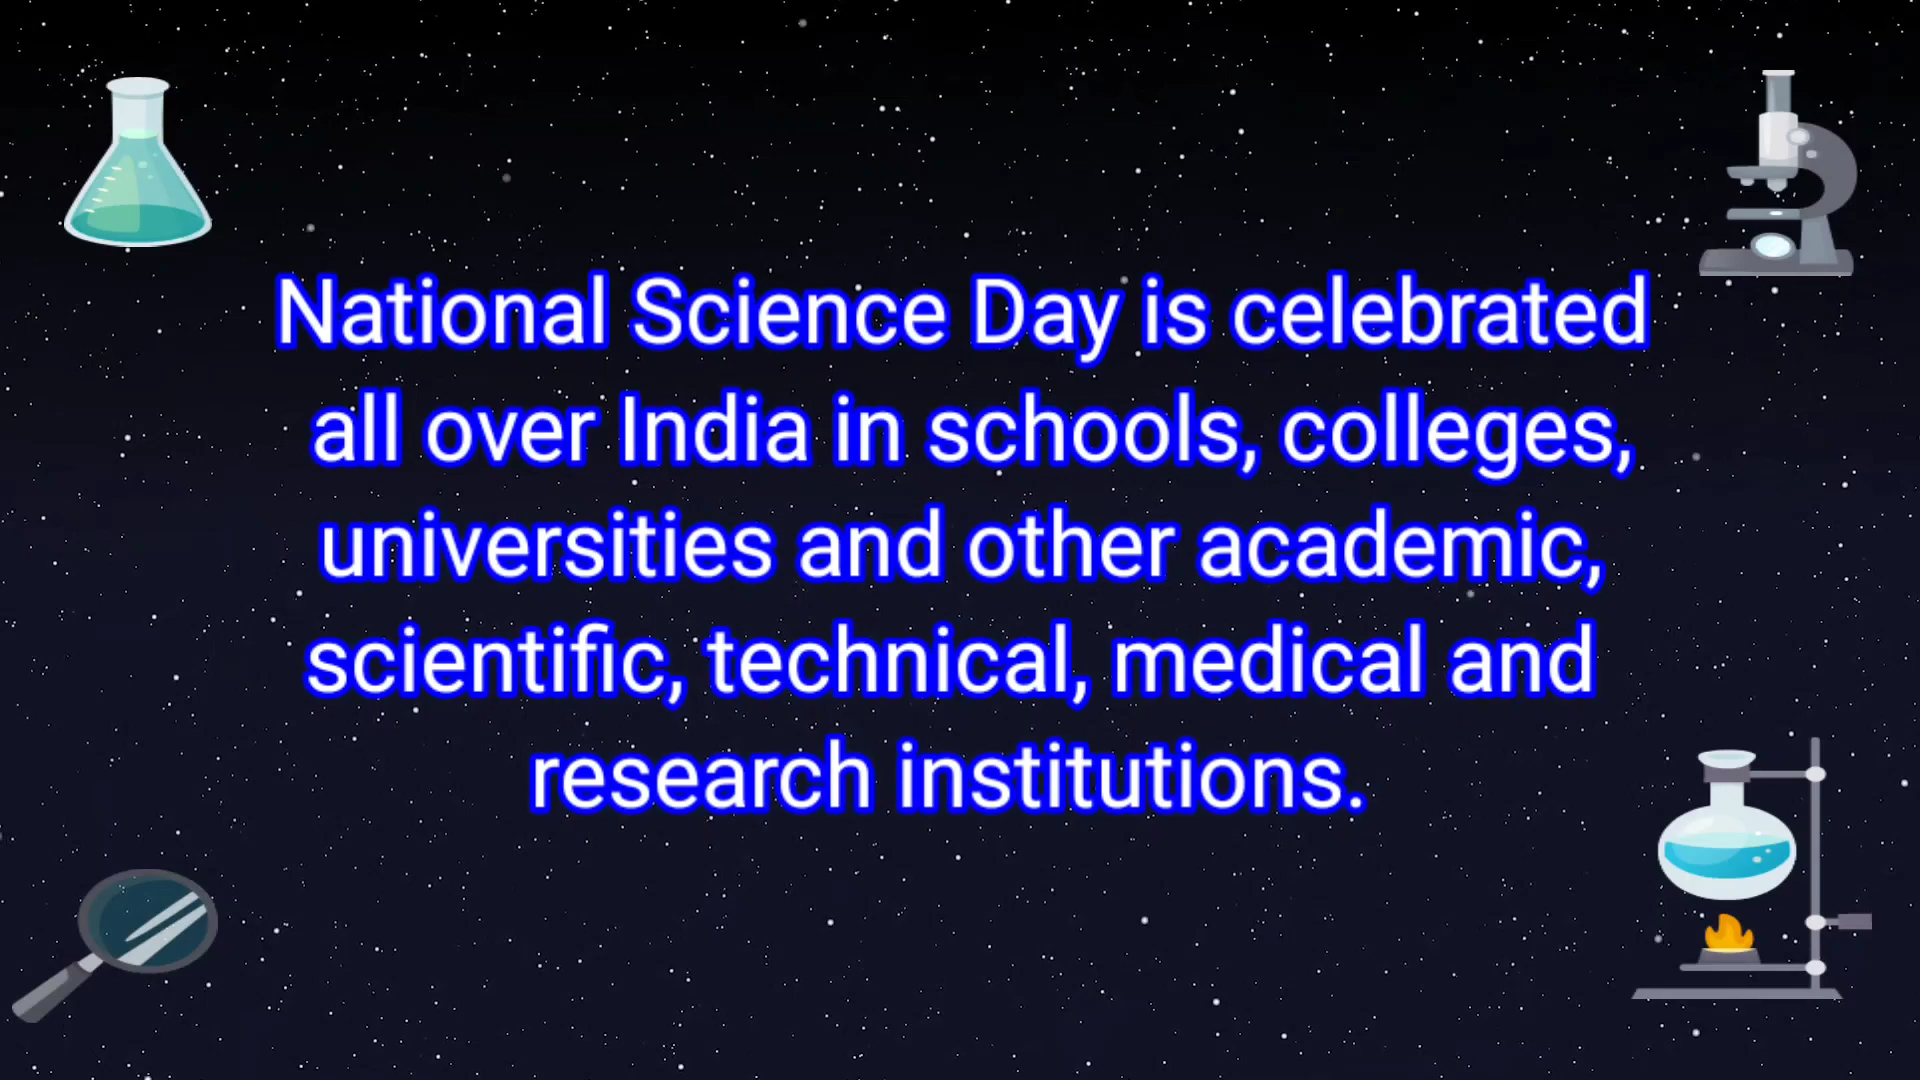 National Science Day is celebrated
all over India in schools, colleges,
universities and other academic,
scientific, technical, medical and
research institutions.